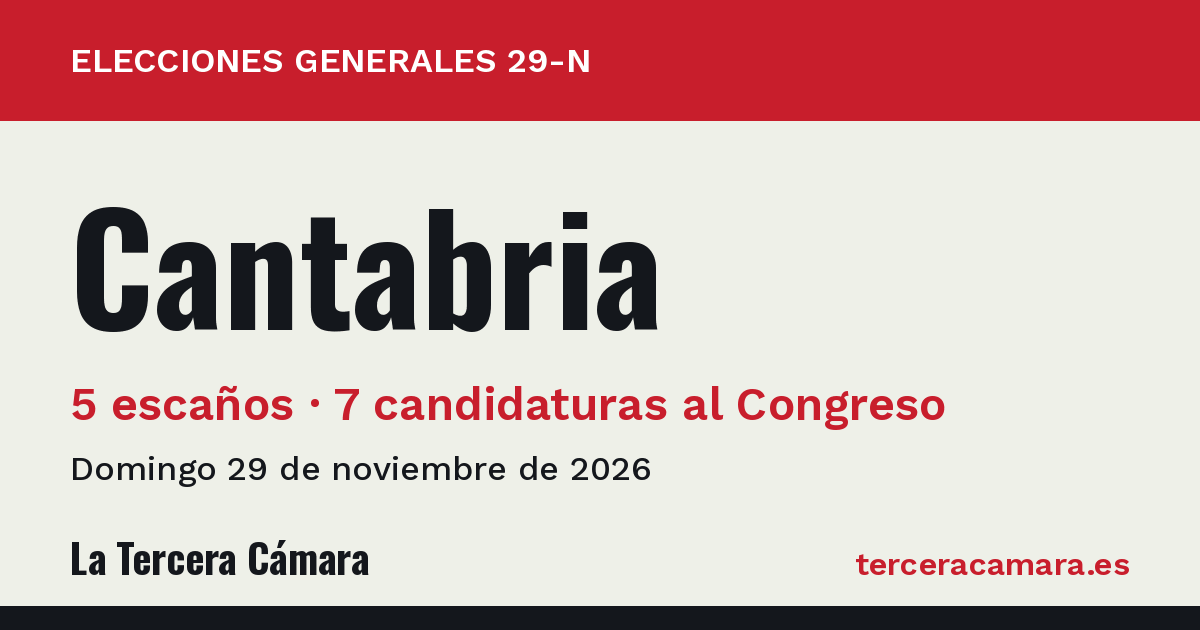 ELECCIONES GENERALES 29-N
Cantabria
5 escaños · 7 candidaturas al Congreso
Domingo 29 de noviembre de 2026
La Tercera Cámara
terceracamara.es